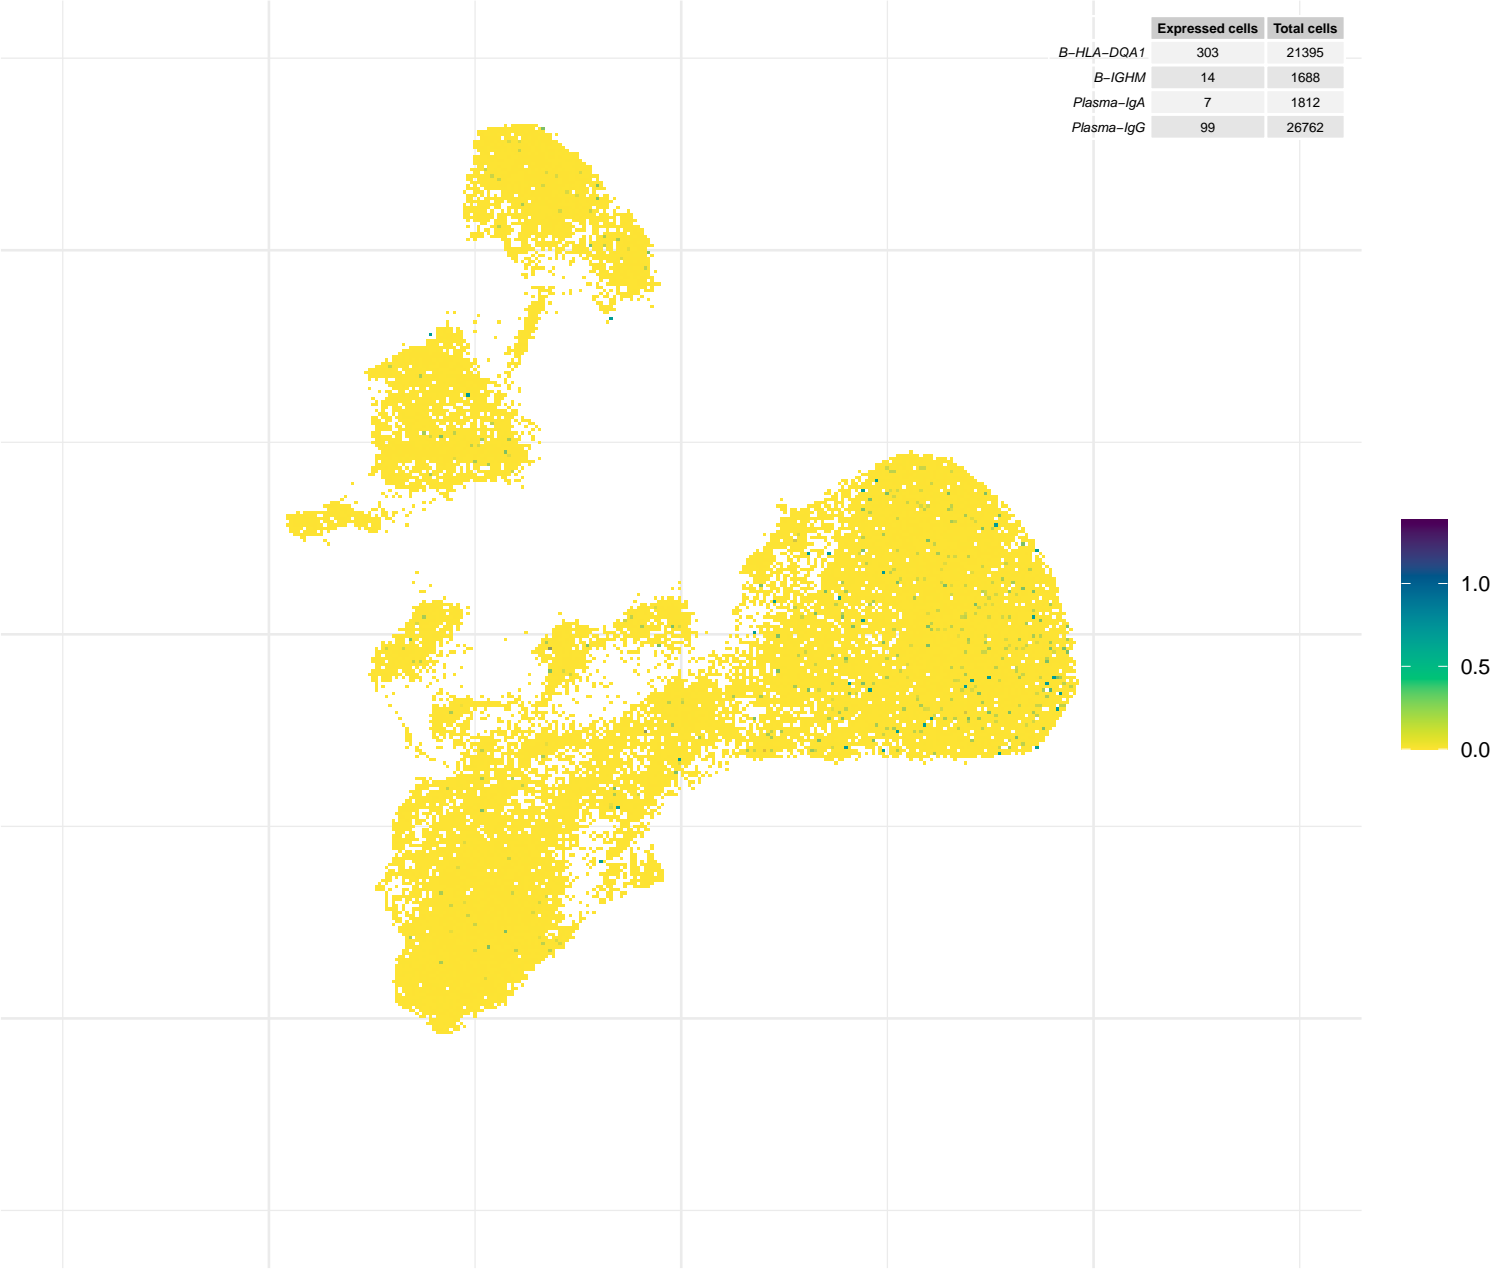 Expressed cells Total cells
B−HLA−DQA1 303 21395
B−IGHM 14 1688
Plasma−IgA 7 1812
Plasma−IgG 99 26762
1.0
0.5
0.0